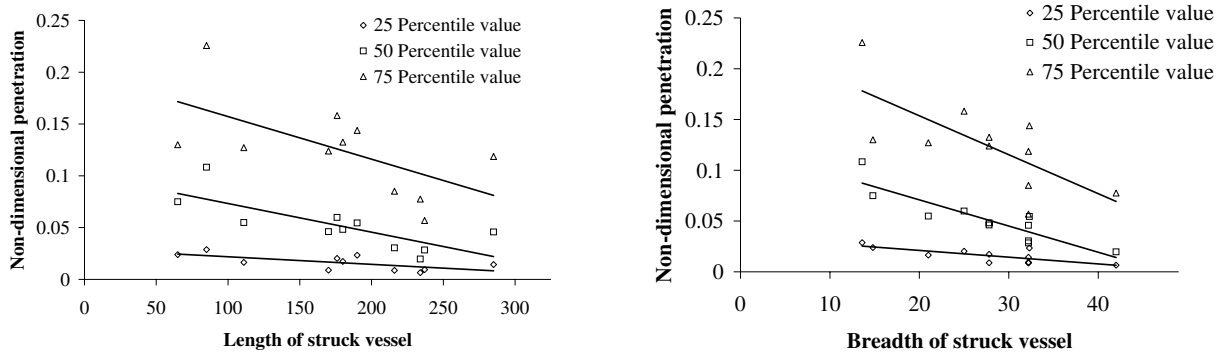 Non-dimensional penetration
0.25
0.2
0.15
0.1
0.05
0
0
50
100
150
200
250
300
Length of struck vessel
25 Percentile value
50 Percentile value
75 Percentile value
Non-dimensional penetration
0.25
0.20
0.15
0.10
0.05
0
0
10
20
30
40
Breadth of struck vessel
25 Percentile value
50 Percentile value
75 Percentile value